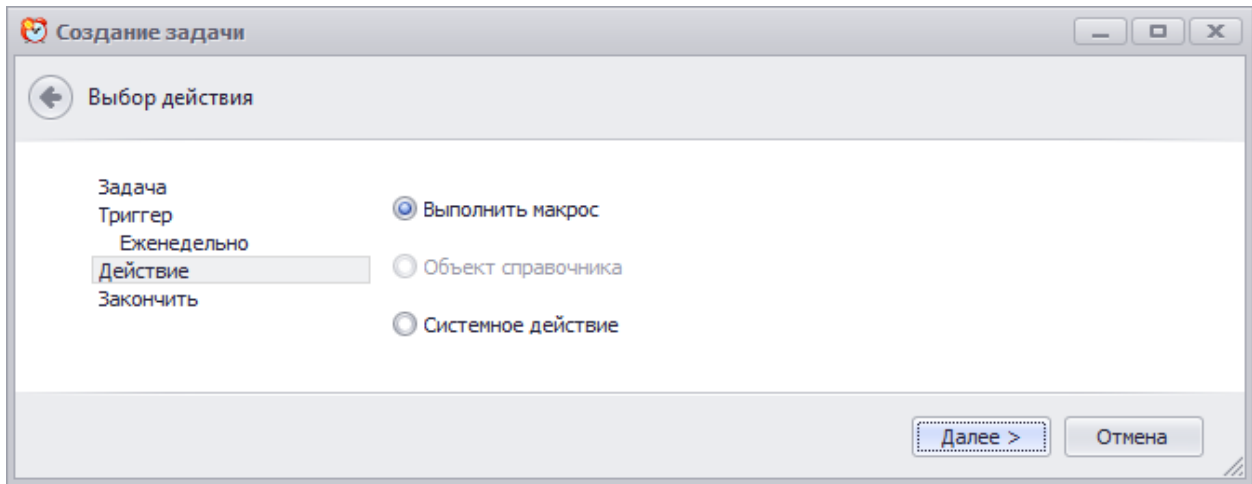 Создание задачи
Выбор действия
Задача
Триггер
Еженедельно
Действие
Закончить
Выполнить макрос
Объект справочника
Системное действие
Далее >
Отмена